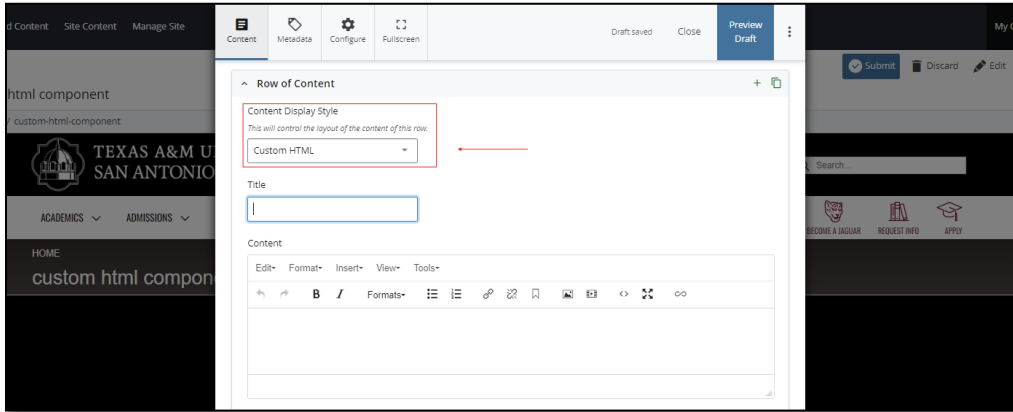 d Content Site Content Manage Site
My
Content Metadata Configure Fullscreen
Draft saved Close Preview Draft
Submit Discard Edit
html component
/ custom-html-component
Row of Content
Content Display Style
This will control the layout of the content of this row.
Custom HTML
TEXAS A&M U
SAN ANTONIO
Search...
Title
ACADEMICS ADMISSIONS
BECOME A JAGUAR REQUEST INFO APPLY
Content
HOME
custom html compon
Edit Format Insert View Tools
B I Formats